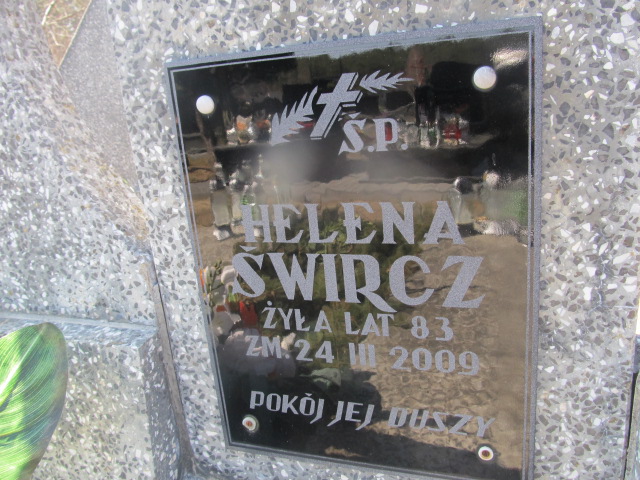 Ś.P.
HELENA
ŚWIRCZ
ŻYŁA LAT 83
ZM. 24 III 2009
POKÓJ JEJ DUSZY